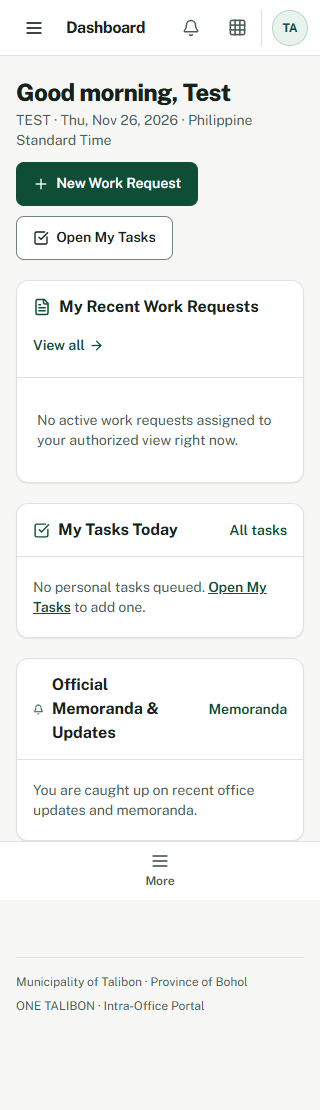 Dashboard
TA
Good morning, Test
TEST · Thu, Nov 26, 2026 · Philippine
Standard Time
New Work Request
Open My Tasks
My Recent Work Requests
View all →
No active work requests assigned to
your authorized view right now.
My Tasks Today
All tasks
No personal tasks queued. Open My
Tasks to add one.
Official
Memoranda &
Updates
Memoranda
You are caught up on recent office
updates and memoranda.
More
Municipality of Talibon · Province of Bohol
ONE TALIBON · Intra-Office Portal